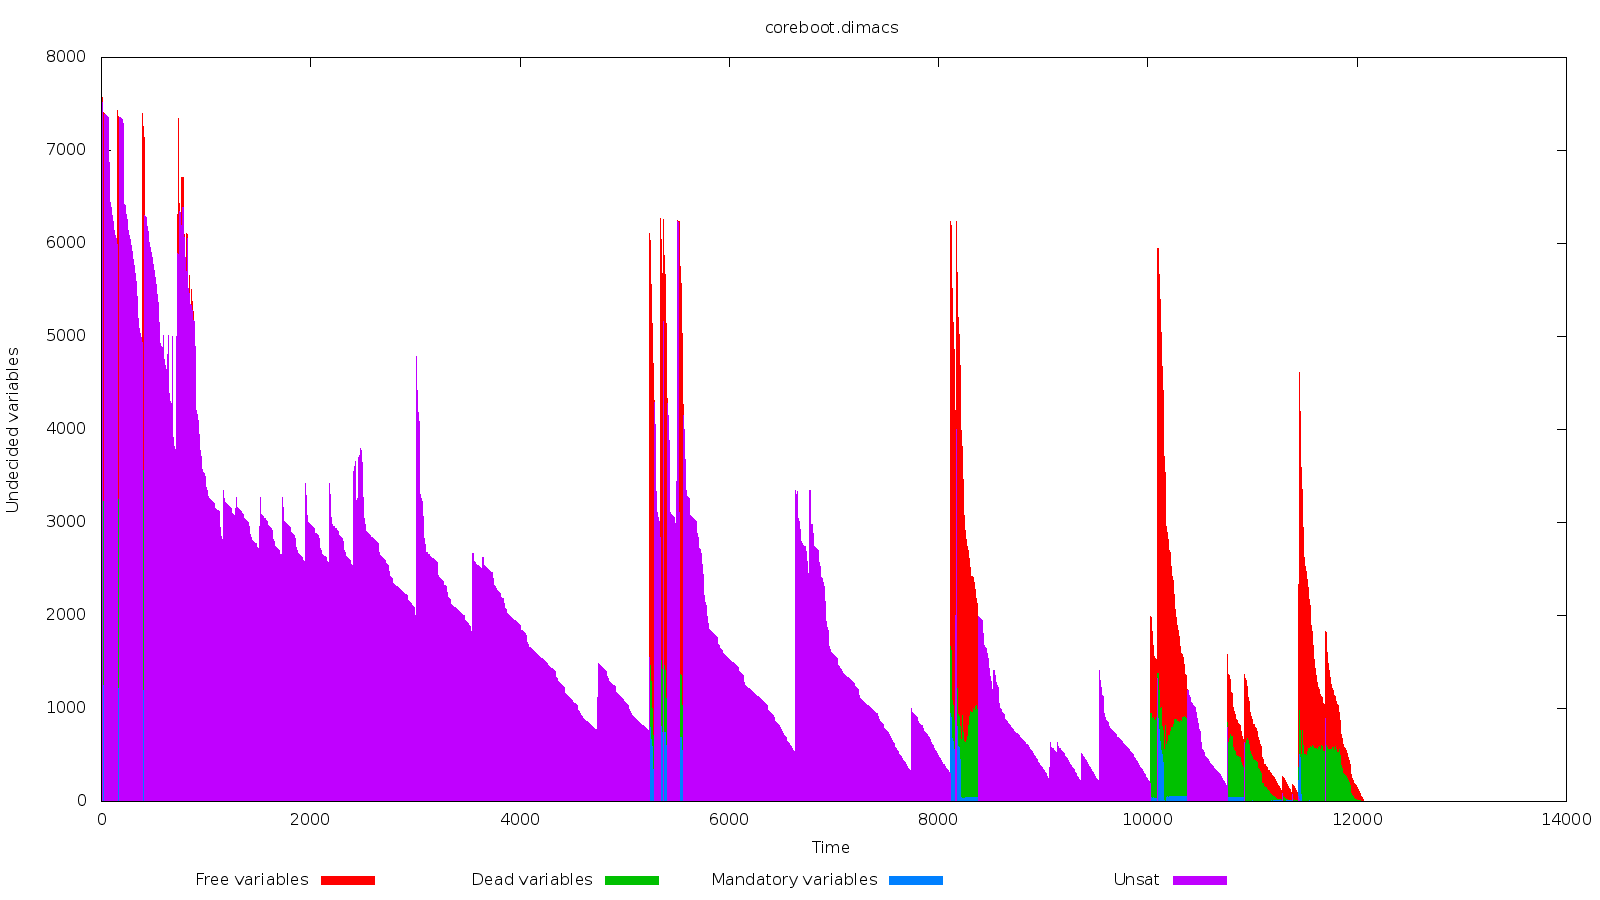 coreboot.dimacs
8000
7000
6000
5000
4000
3000
2000
1000
0
Undecided variables
0 2000 4000 6000 8000 10000 12000 14000
Time
Free variables Dead variables Mandatory variables Unsat